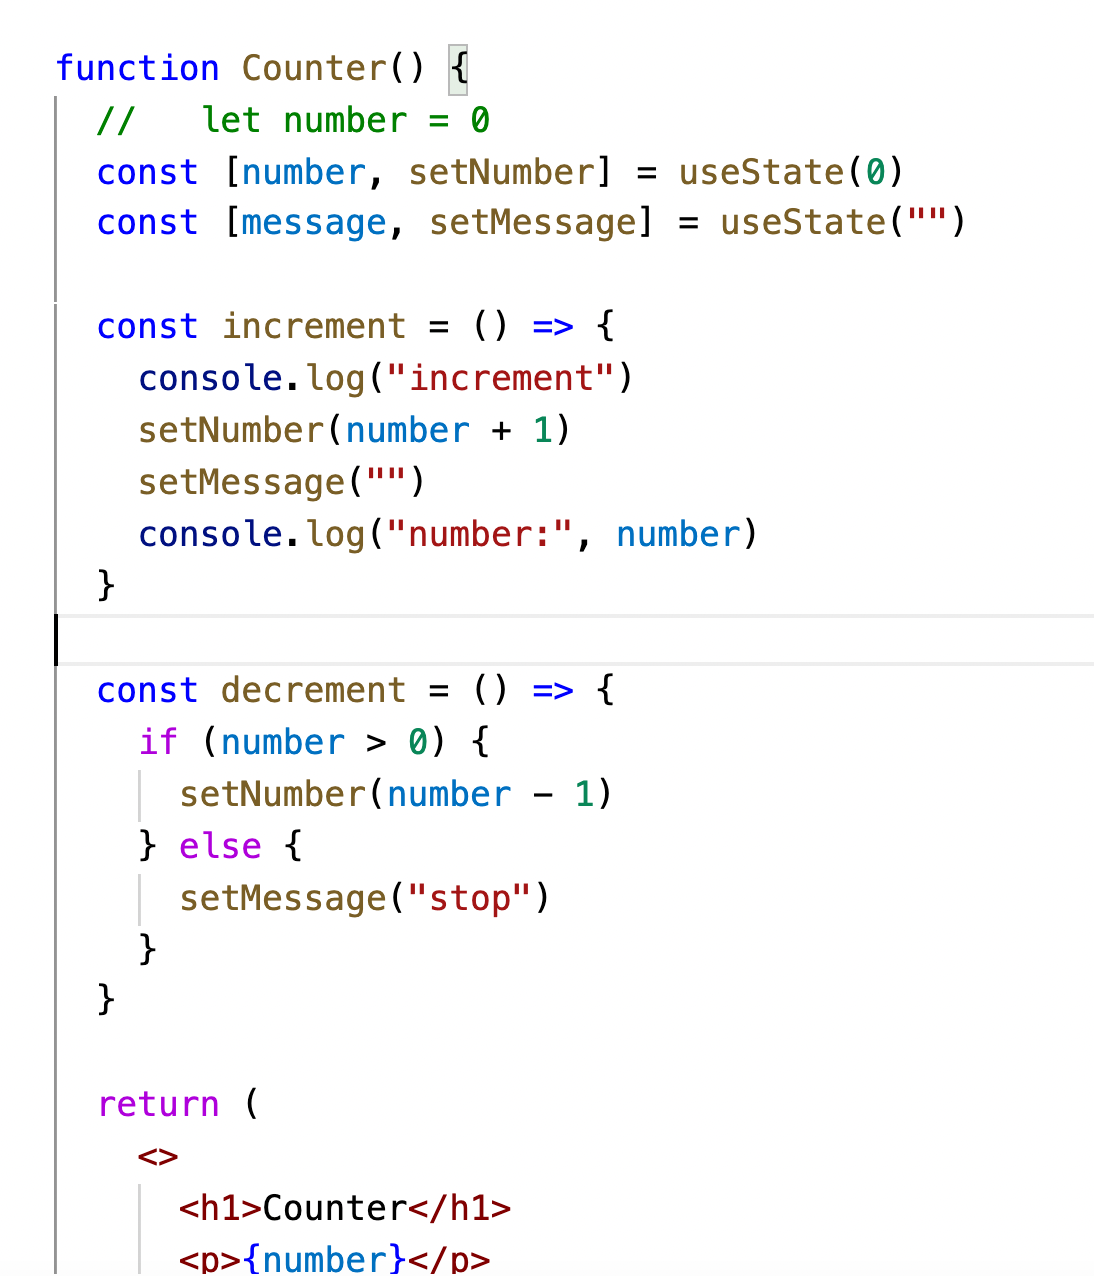 function Counter() {
//   let number = 0
const [number, setNumber] = useState(0)
const [message, setMessage] = useState("")
const increment = () => {
console.log("increment")
setNumber(number + 1)
setMessage("")
console.log("number:", number)
}
const decrement = () => {
if (number > 0) {
setNumber(number - 1)
} else {
setMessage("stop")
}
}
return (
<>
<h1>Counter</h1>
<p>{number}</p>